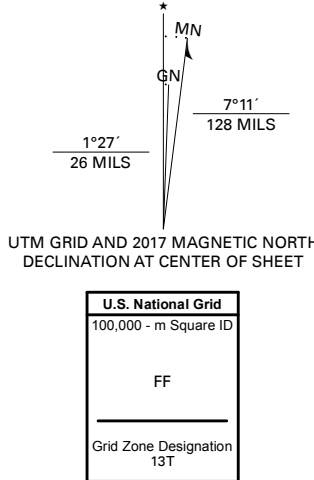 ★
MN
GN
7°11´
128 MILS
1°27´
26 MILS
UTM GRID AND 2017 MAGNETIC NORTH
DECLINATION AT CENTER OF SHEET
U.S. National Grid
100,000 - m Square ID
FF
Grid Zone Designation
13T